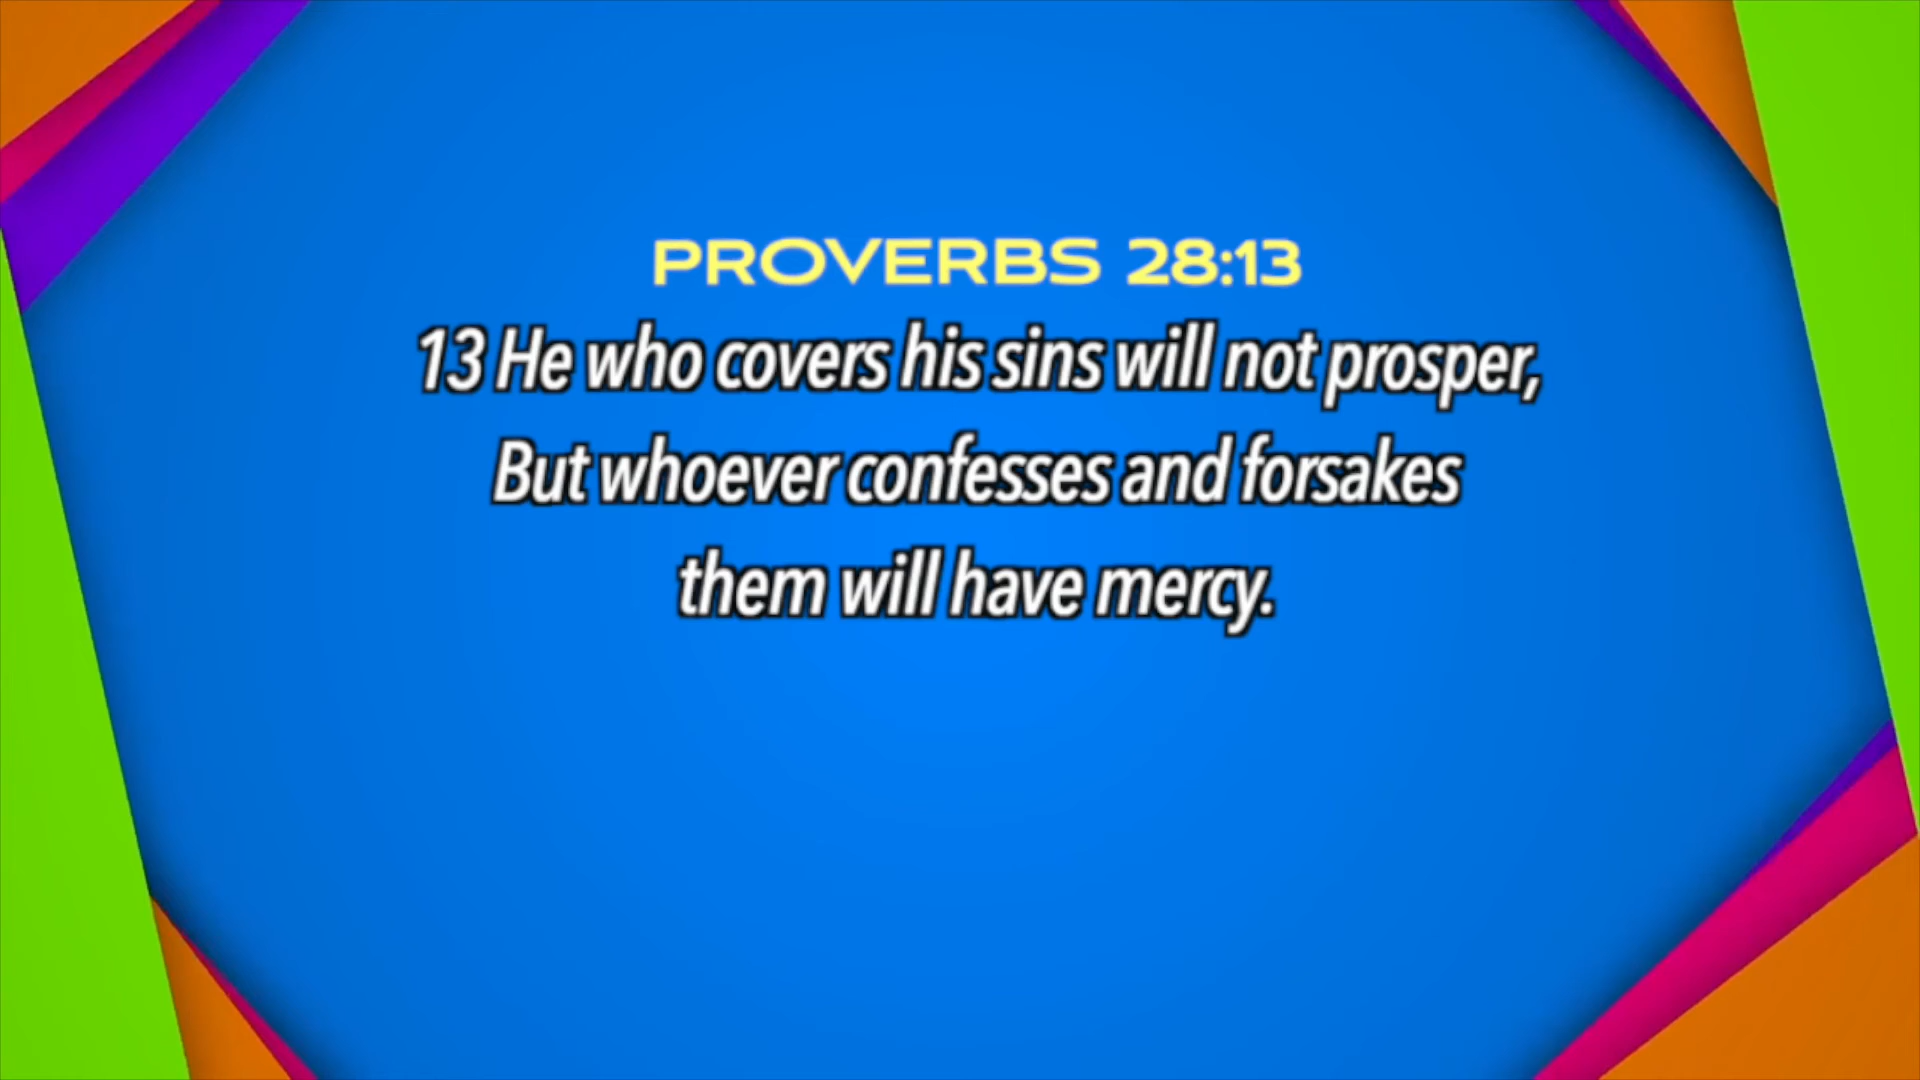 PROVERBS 28:13
13 He who covers his sins will not prosper,
But whoever confesses and forsakes
them will have mercy.